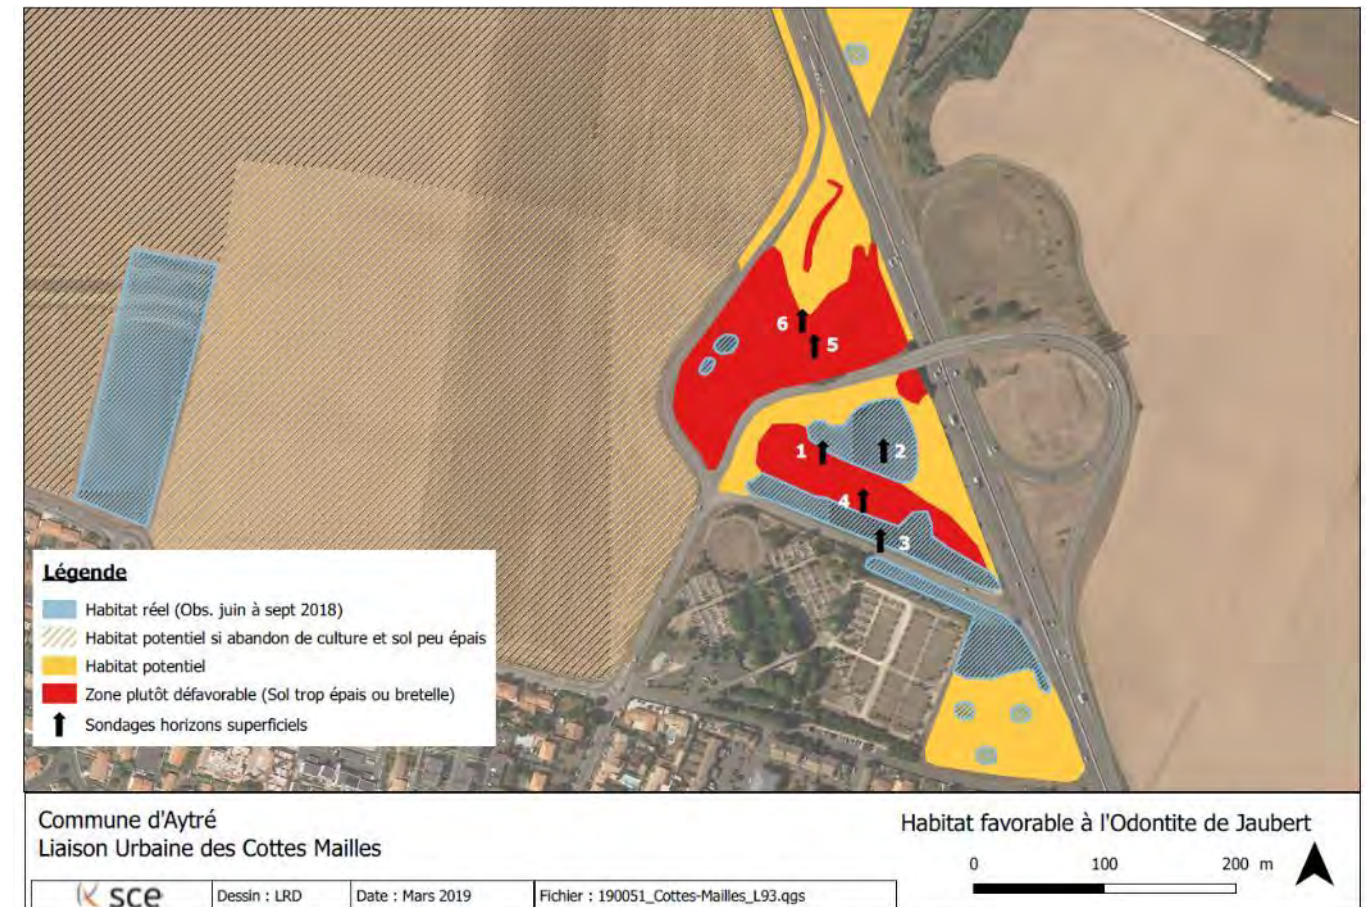 6
5
1
2
4
3
Légende
Habitat réel (Obs. juin à sept 2018)
Habitat potentiel si abandon de culture et sol peu épais
Habitat potentiel
Zone plutôt défavorable (Sol trop épais ou bretelle)
Sondages horizons superficiels
Commune d'Aytré
Liaison Urbaine des Cottes Mailles
Habitat favorable à l'Odontite de Jaubert
0 100 200 m
sce Dessin : LRD Date : Mars 2019 Fichier : 190051_Cottes-Mailles_L93.qgs